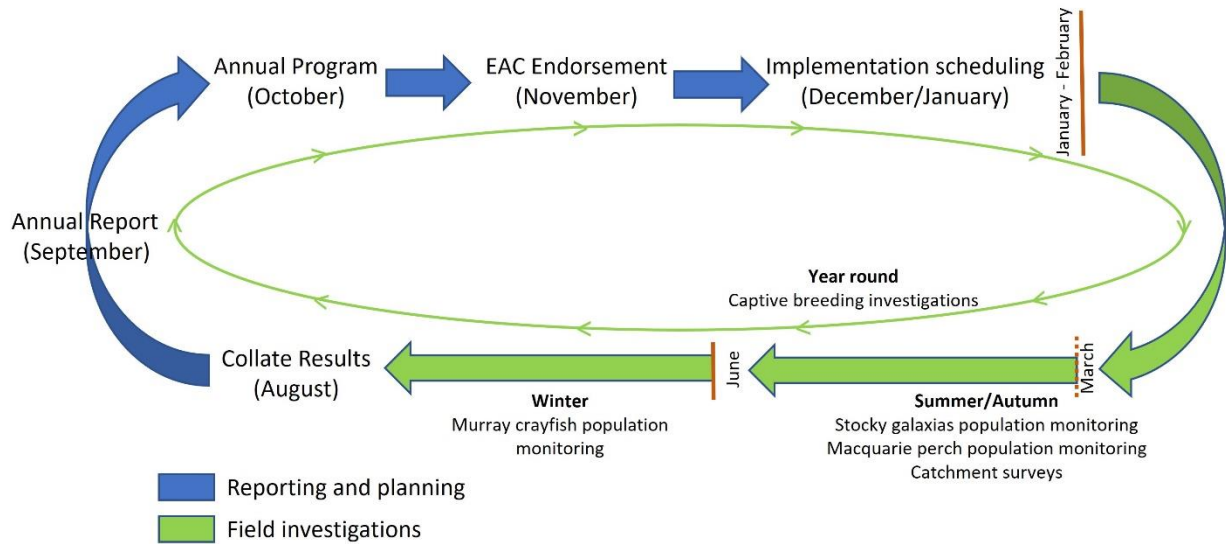 Annual Program
(October)
EAC Endorsement
(November)
Implementation scheduling
(December/January)
January - February
Annual Report
(September)
Year round
Captive breeding investigations
Collate Results
(August)
June
March
Winter
Murray crayfish population
monitoring
Summer/Autumn
Stocky galaxias population monitoring
Macquarie perch population monitoring
Catchment surveys
Reporting and planning
Field investigations